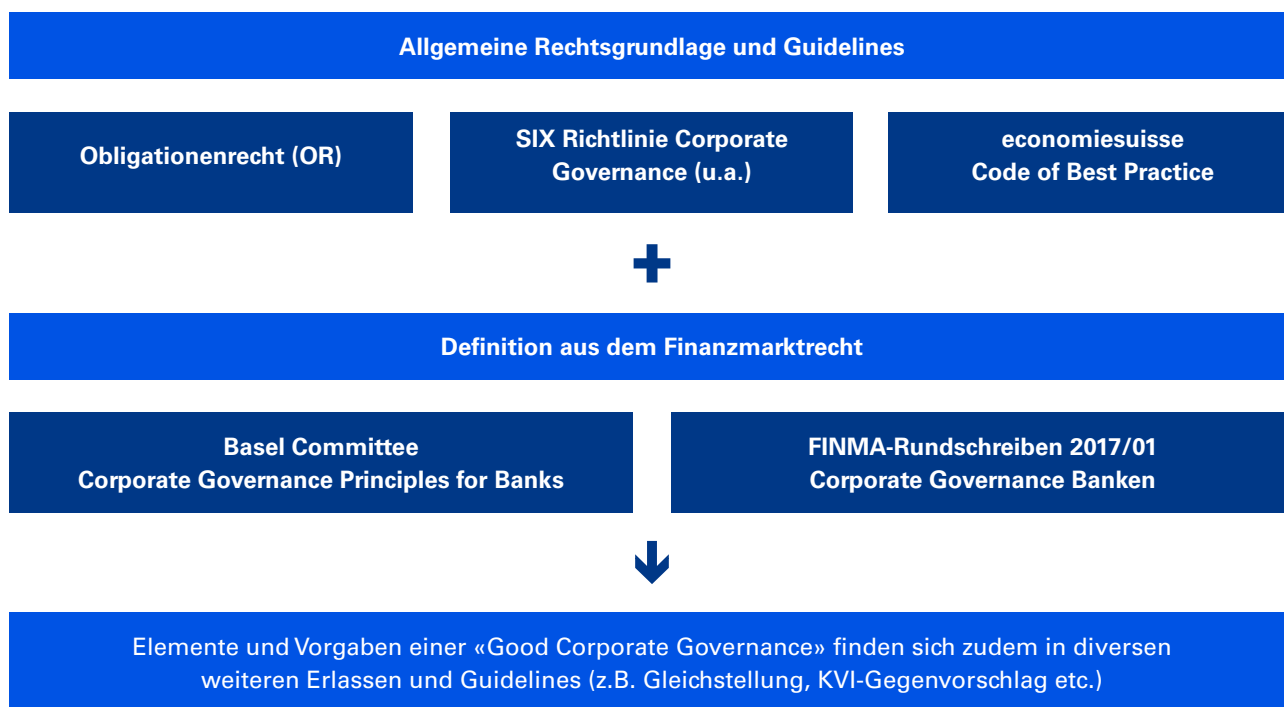 Allgemeine Rechtsgrundlage und Guidelines
Obligationenrecht (OR)
SIX Richtlinie Corporate
Governance (u.a.)
economiesuisse
Code of Best Practice
Definition aus dem Finanzmarktrecht
Basel Committee
Corporate Governance Principles for Banks
FINMA-Rundschreiben 2017/01
Corporate Governance Banken
Elemente und Vorgaben einer «Good Corporate Governance» finden sich zudem in diversen
weiteren Erlassen und Guidelines (z.B. Gleichstellung, KVI-Gegenvorschlag etc.)